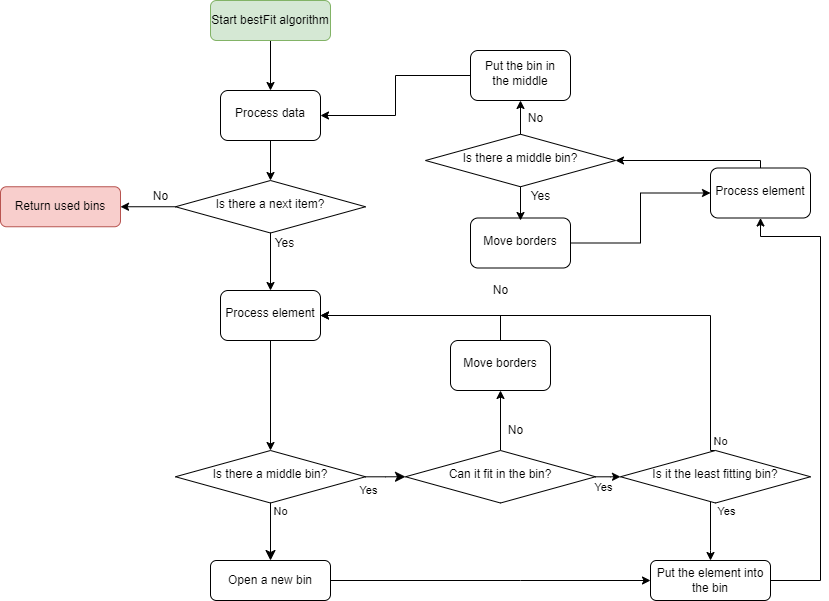 Start bestFit algorithm
Put the bin in
the middle
Process data
No
Is there a middle bin?
Process element
No
Is there a next item?
Return used bins
Yes
Move borders
Yes
No
Process element
Move borders
No
No
Is there a middle bin?
Can it fit in the bin?
Is it the least fitting bin?
Yes
Yes
No
Yes
Open a new bin
Put the element into
the bin